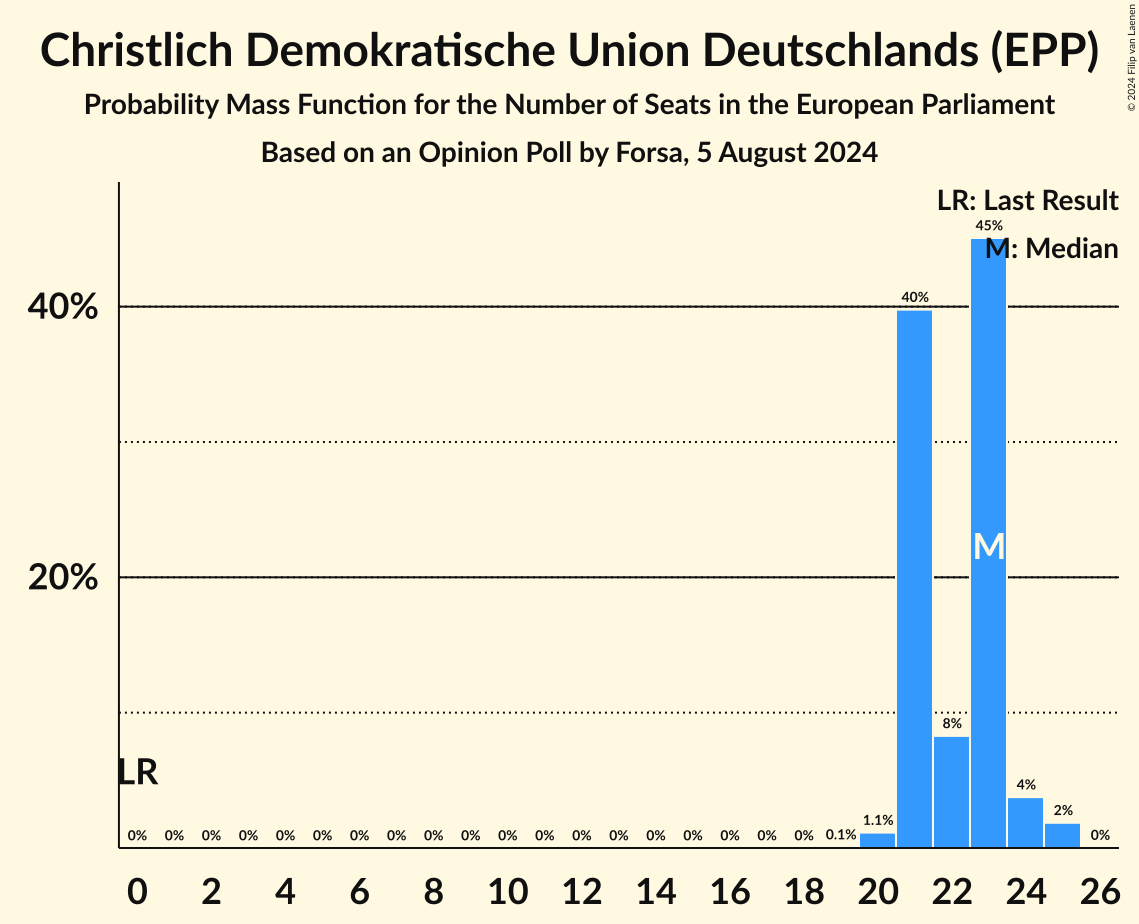 Christlich Demokratische Union Deutschlands (EPP)
Probability Mass Function for the Number of Seats in the European Parliament
Based on an Opinion Poll by Forsa, 5 August 2024
© 2024 Filip van Laenen
LR: Last Result
M: Median
45%
40%
40%
M
20%
8%
LR
4%
2%
1.1%
0% 0% 0% 0% 0% 0% 0% 0% 0% 0% 0% 0% 0% 0% 0% 0% 0% 0% 0% 0.1% 0%
0 2 4 6 8 10 12 14 16 18 20 22 24 26